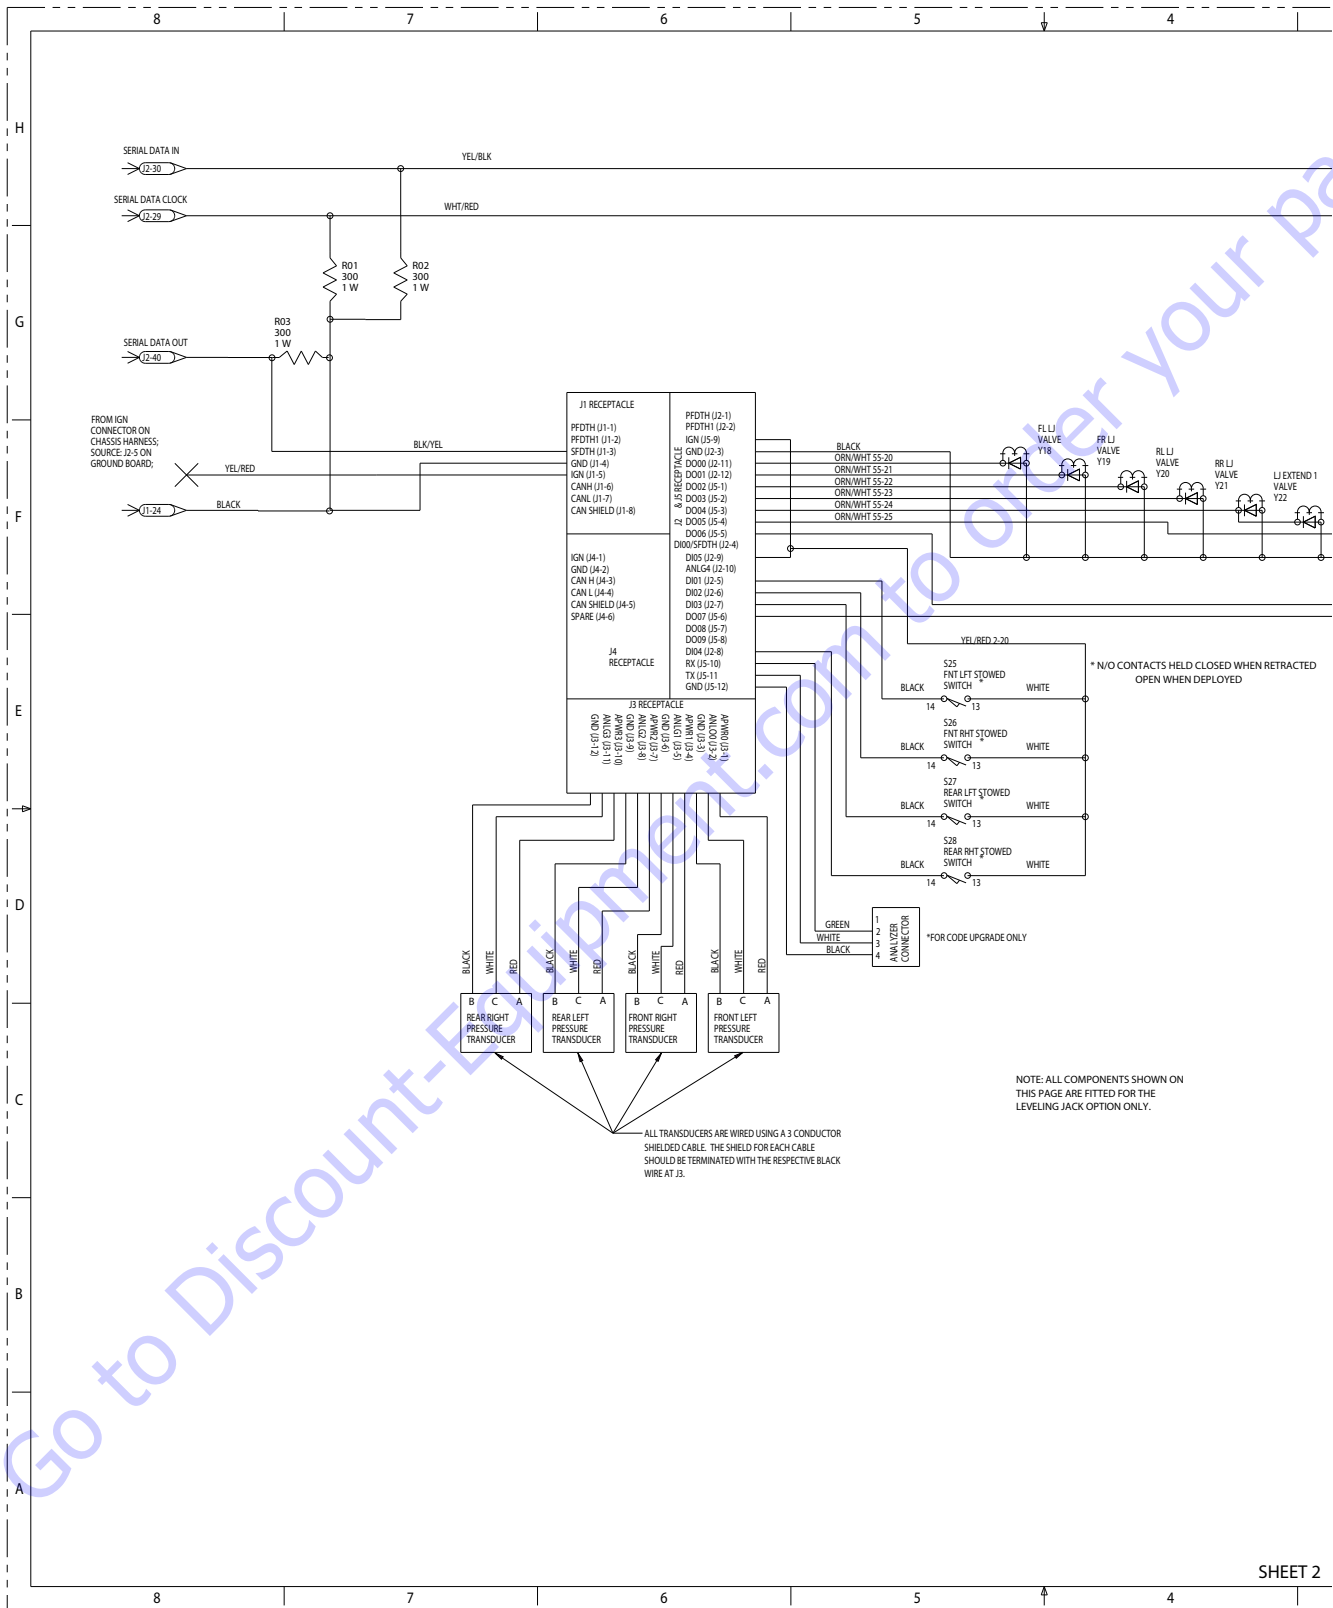 8 7 6 5 4
H
SERIAL DATA IN
J2-30
YEL/BLK
SERIAL DATA CLOCK
J2-29
WHT/RED
R01
300
1 W
R02
300
1 W
G
R03
300
1 W
SERIAL DATA OUT
J2-40
FROM IGN
CONNECTOR ON
CHASSIS HARNESS;
SOURCE: J2-5 ON
GROUND BOARD;
BLK/YEL
YEL/RED
J1-24
BLACK
F
J1 RECEPTACLE
PFDTH (J1-1)
PFDTH1 (J1-2)
SFDTH (J1-3)
GND (J1-4)
IGN (J1-5)
CANH (J1-6)
CANL (J1-7)
CAN SHIELD (J1-8)
IGN (J4-1)
GND (J4-2)
CAN H (J4-3)
CAN L (J4-4)
CAN SHIELD (J4-5)
SPARE (J4-6)
J4
RECEPTACLE
J2 & J5 RECEPTACLE
PFDTH (J2-1)
PFDTH1 (J2-2)
IGN (J5-9)
GND (J2-3)
DO00 (J2-11)
DO01 (J2-12)
DO02 (J5-1)
DO03 (J5-2)
DO04 (J5-3)
DO05 (J5-4)
DO06 (J5-5)
DI00/SFDTH (J2-4)
DI05 (J2-9)
ANLG4 (J2-10)
DI01 (J2-5)
DI02 (J2-6)
DI03 (J2-7)
DO07 (J5-6)
DO08 (J5-7)
DO09 (J5-8)
DI04 (J2-8)
RX (J5-10)
TX (J5-11
GND (J5-12)
J3 RECEPTACLE
APWR0 (J3-1)
ANLOG0 (J3-2)
GND (J3-3)
APWR1 (J3-4)
ANLG1 (J3-5)
GND (J3-6)
APWR2 (J3-7)
ANLG2 (J3-8)
GND (J3-9)
APWR3 (J3-10)
ANLG3 (J3-11)
GND (J3-12)
BLACK
ORN/WHT 55-20
ORN/WHT 55-21
ORN/WHT 55-22
ORN/WHT 55-23
ORN/WHT 55-24
ORN/WHT 55-25
FL LJ
VALVE
Y18
FR LJ
VALVE
Y19
RL LJ
VALVE
Y20
RR LJ
VALVE
Y21
LJ EXTEND 1
VALVE
Y22
YEL/RED 2-20
* N/O CONTACTS HELD CLOSED WHEN RETRACTED
OPEN WHEN DEPLOYED
E
S25
FNT LFT STOWED
SWITCH *
BLACK 14 13 WHITE
S26
FNT RHT STOWED
SWITCH *
BLACK 14 13 WHITE
S27
REAR LFT STOWED
SWITCH *
BLACK 14 13 WHITE
S28
REAR RHT STOWED
SWITCH *
BLACK 14 13 WHITE
D
GREEN
WHITE
BLACK
1
2
3
4
ANALYZER
CONNECTOR
*FOR CODE UPGRADE ONLY
BLACK WHITE RED BLACK WHITE RED BLACK WHITE RED BLACK WHITE RED
B C A B C A B C A B C A
REAR RIGHT
PRESSURE
TRANSDUCER
REAR LEFT
PRESSURE
TRANSDUCER
FRONT RIGHT
PRESSURE
TRANSDUCER
FRONT LEFT
PRESSURE
TRANSDUCER
C
NOTE: ALL COMPONENTS SHOWN ON
THIS PAGE ARE FITTED FOR THE
LEVELING JACK OPTION ONLY.
ALL TRANSDUCERS ARE WIRED USING A 3 CONDUCTOR
SHIELDED CABLE. THE SHIELD FOR EACH CABLE
SHOULD BE TERMINATED WITH THE RESPECTIVE BLACK
WIRE AT J3.
B
A
Go to Discount-Equipment.com to order your pa
SHEET 2
8 7 6 5 4